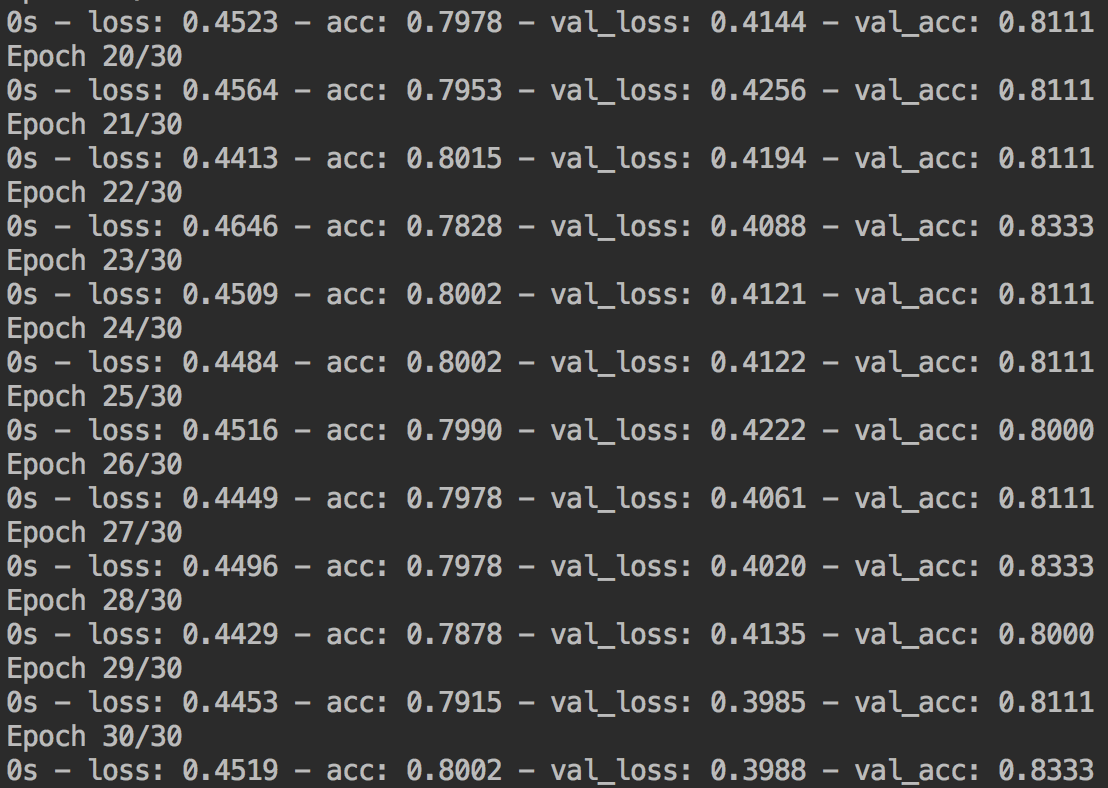 0s - loss: 0.4523 - acc: 0.7978 - val_loss: 0.4144 - val_acc: 0.8111
Epoch 20/30
0s - loss: 0.4564 - acc: 0.7953 - val_loss: 0.4256 - val_acc: 0.8111
Epoch 21/30
0s - loss: 0.4413 - acc: 0.8015 - val_loss: 0.4194 - val_acc: 0.8111
Epoch 22/30
0s - loss: 0.4646 - acc: 0.7828 - val_loss: 0.4088 - val_acc: 0.8333
Epoch 23/30
0s - loss: 0.4509 - acc: 0.8002 - val_loss: 0.4121 - val_acc: 0.8111
Epoch 24/30
0s - loss: 0.4484 - acc: 0.8002 - val_loss: 0.4122 - val_acc: 0.8111
Epoch 25/30
0s - loss: 0.4516 - acc: 0.7990 - val_loss: 0.4222 - val_acc: 0.8000
Epoch 26/30
0s - loss: 0.4449 - acc: 0.7978 - val_loss: 0.4061 - val_acc: 0.8111
Epoch 27/30
0s - loss: 0.4496 - acc: 0.7978 - val_loss: 0.4020 - val_acc: 0.8333
Epoch 28/30
0s - loss: 0.4429 - acc: 0.7878 - val_loss: 0.4135 - val_acc: 0.8000
Epoch 29/30
0s - loss: 0.4453 - acc: 0.7915 - val_loss: 0.3985 - val_acc: 0.8111
Epoch 30/30
0s - loss: 0.4519 - acc: 0.8002 - val_loss: 0.3988 - val_acc: 0.8333